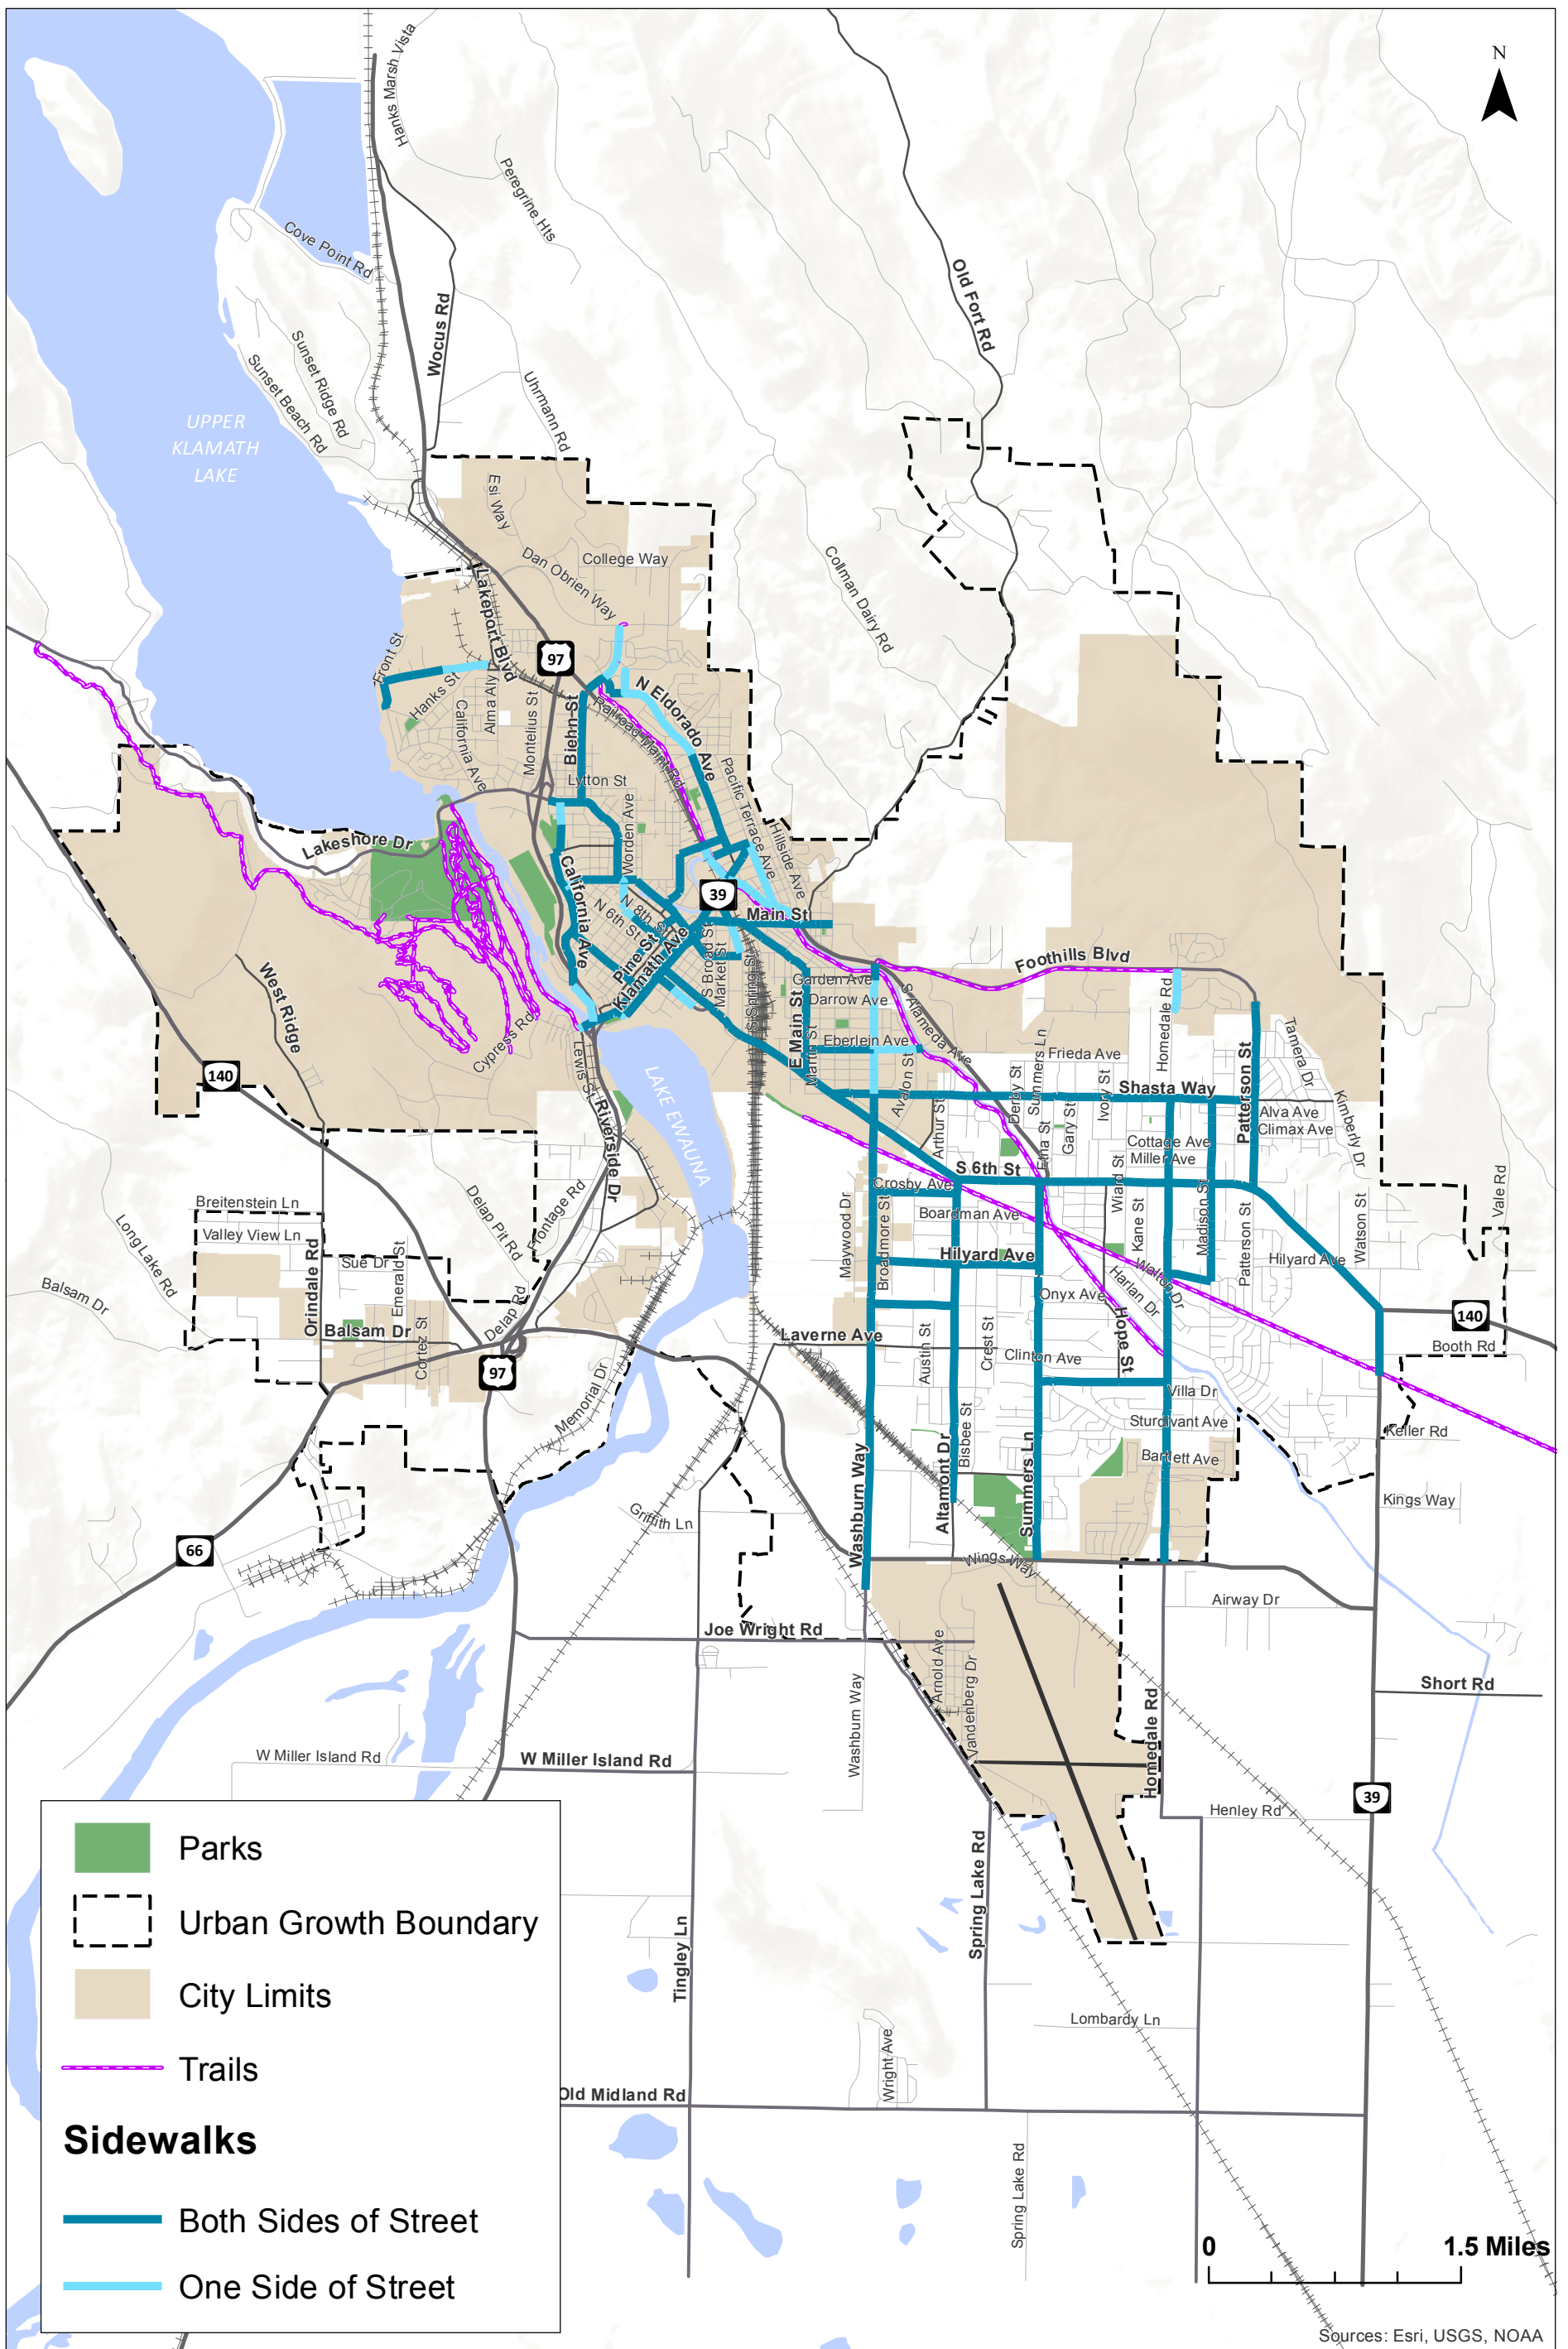 N
Hanks Marsh Vista
Peregrine Hts
Cove Point Rd
Old Fort Rd
Wocus Rd
Sunset Ridge Rd
Sunset Beach Rd
Uhrmann Rd
UPPER
KLAMATH
LAKE
Esi Way
College Way
Dan Obrien Way
Collman Dairy Rd
Lakeport Blvd
97
Front St
Hanks St
Alma Aly
California Ave
Montelius St
Biehn St
N Eldorado Ave
Railroad Maint Rd
Pacific Terrace Ave
Hillside Ave
Lytton St
Worden Ave
Lakeshore Dr
California Ave
39
N 8th St
N 6th St
Main St
Pine St
Klamath Ave
S Broad St
Market St
S Spring St
Foothills Blvd
Garden Ave
Darrow Ave
S Alameda Ave
E Main St
Martin St
Eberlein Ave
Avalon St
Arthur St
Derby St
Summers Ln
Frieda Ave
Homedale Rd
Tamera Dr
Patterson St
Kimberly Dr
Shasta Way
Ivory St
Gary St
Etna St
Alva Ave
Climax Ave
Cottage Ave
Miller Ave
West Ridge
Cypress Rd
Lewis St
LAKE EWAUNA
Riverside Dr
140
S 6th St
Crosby Ave
Boardman Ave
Wiard St
Kane St
Madison St
Patterson St
Watson St
Vale Rd
Maywood Dr
Broadmore St
Hilyard Ave
Hilyard Ave
Walton Dr
Harlan Dr
Onyx Ave
Hope St
140
Booth Rd
Breitenstein Ln
Valley View Ln
Long Lake Rd
Balsam Dr
Orindale Rd
Sue Dr
Emerald St
Balsam Dr
Cortez St
Delap Pit Rd
Frontage Rd
Delap Rd
97
Memorial Dr
Laverne Ave
Austin St
Crest St
Clinton Ave
Villa Dr
Sturdivant Ave
Bartlett Ave
Keller Rd
Kings Way
Bisbee St
Altamont Dr
Summers Ln
Washburn Way
Griffith Ln
66
Wings Way
Airway Dr
Joe Wright Rd
Arnold Ave
Vandenberg Dr
Washburn Way
Short Rd
Homedale Rd
W Miller Island Rd
W Miller Island Rd
39
Henley Rd
Spring Lake Rd
Tingley Ln
Lombardy Ln
Wright Ave
Old Midland Rd
Spring Lake Rd
Parks
Urban Growth Boundary
City Limits
Trails
Sidewalks
Both Sides of Street
One Side of Street
0 1.5 Miles
Sources: Esri, USGS, NOAA